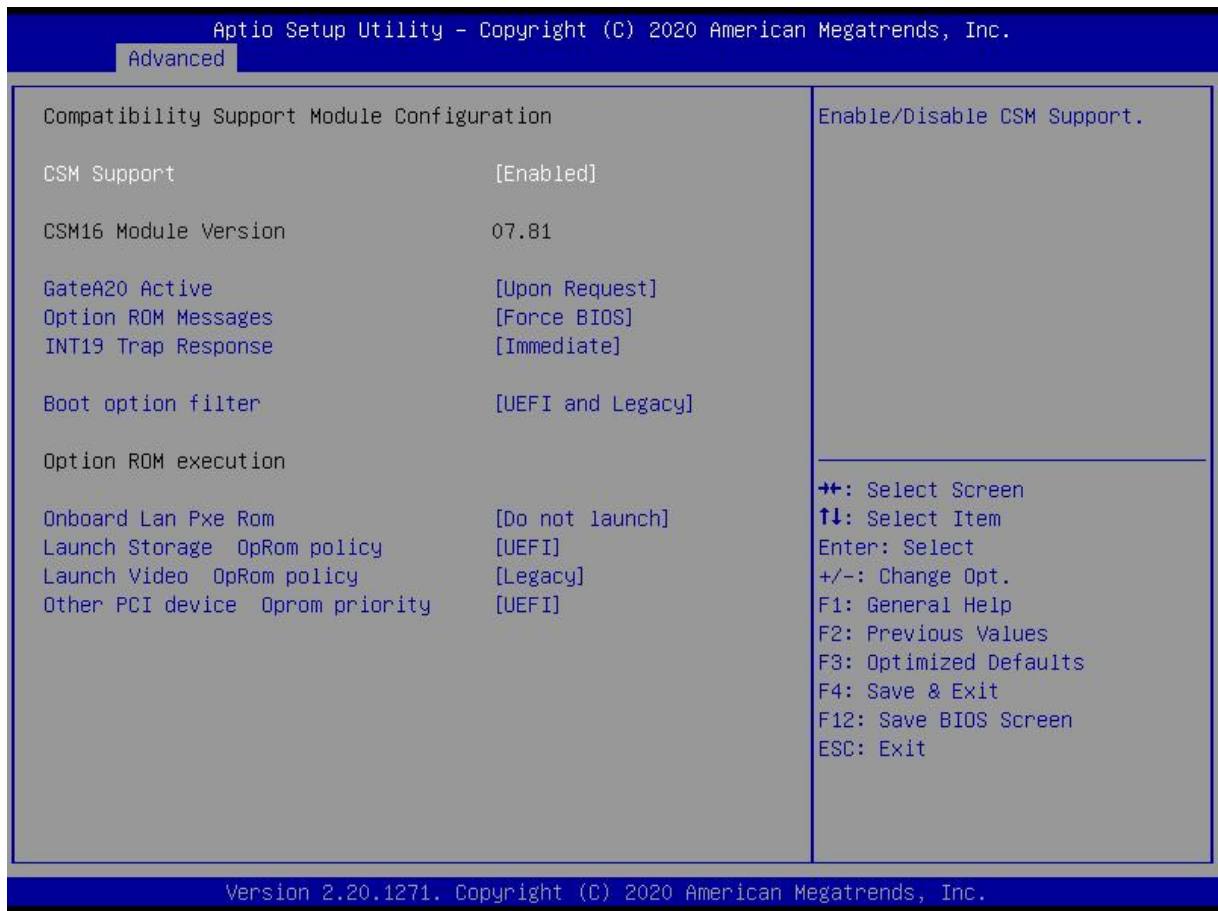 Aptio Setup Utility – Copyright (C) 2020 American Megatrends, Inc.
Advanced
Compatibility Support Module Configuration
CSM Support [Enabled]
CSM16 Module Version 07.81
GateA20 Active [Upon Request]
Option ROM Messages [Force BIOS]
INT19 Trap Response [Immediate]
Boot option filter [UEFI and Legacy]
Option ROM execution
Onboard Lan Pxe Rom [Do not launch]
Launch Storage OpRom policy [UEFI]
Launch Video OpRom policy [Legacy]
Other PCI device Oprom priority [UEFI]
Enable/Disable CSM Support.
→←: Select Screen
↑↓: Select Item
Enter: Select
+/-: Change Opt.
F1: General Help
F2: Previous Values
F3: Optimized Defaults
F4: Save & Exit
F12: Save BIOS Screen
ESC: Exit
Version 2.20.1271. Copyright (C) 2020 American Megatrends, Inc.